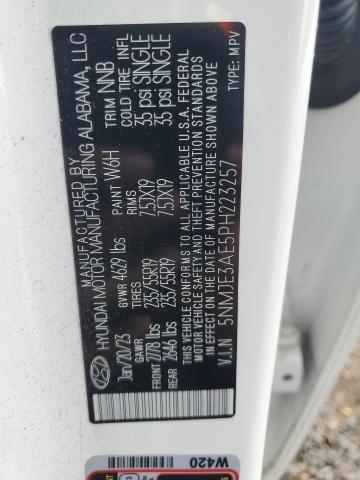 MANUFACTURED BY
HYUNDAI MOTOR MANUFACTURING ALABAMA, LLC
Jan/20/23 GVWR 4629 lbs PAINT W6H TRIM NNB
GAWR TIRES RIMS COLD TIRE INFL
FRONT 2778 lbs 235/55R19 7.5JX19 35 psi SINGLE
REAR 2646 lbs 235/55R19 7.5JX19 35 psi SINGLE
THIS VEHICLE CONFORMS TO ALL APPLICABLE U.S.A. FEDERAL
MOTOR VEHICLE SAFETY AND THEFT PREVENTION STANDARDS IN
EFFECT ON THE DATE OF MANUFACTURE SHOWN ABOVE.
V.I.N 5NMJE3AE5PH223257 TYPE: MPV
W420